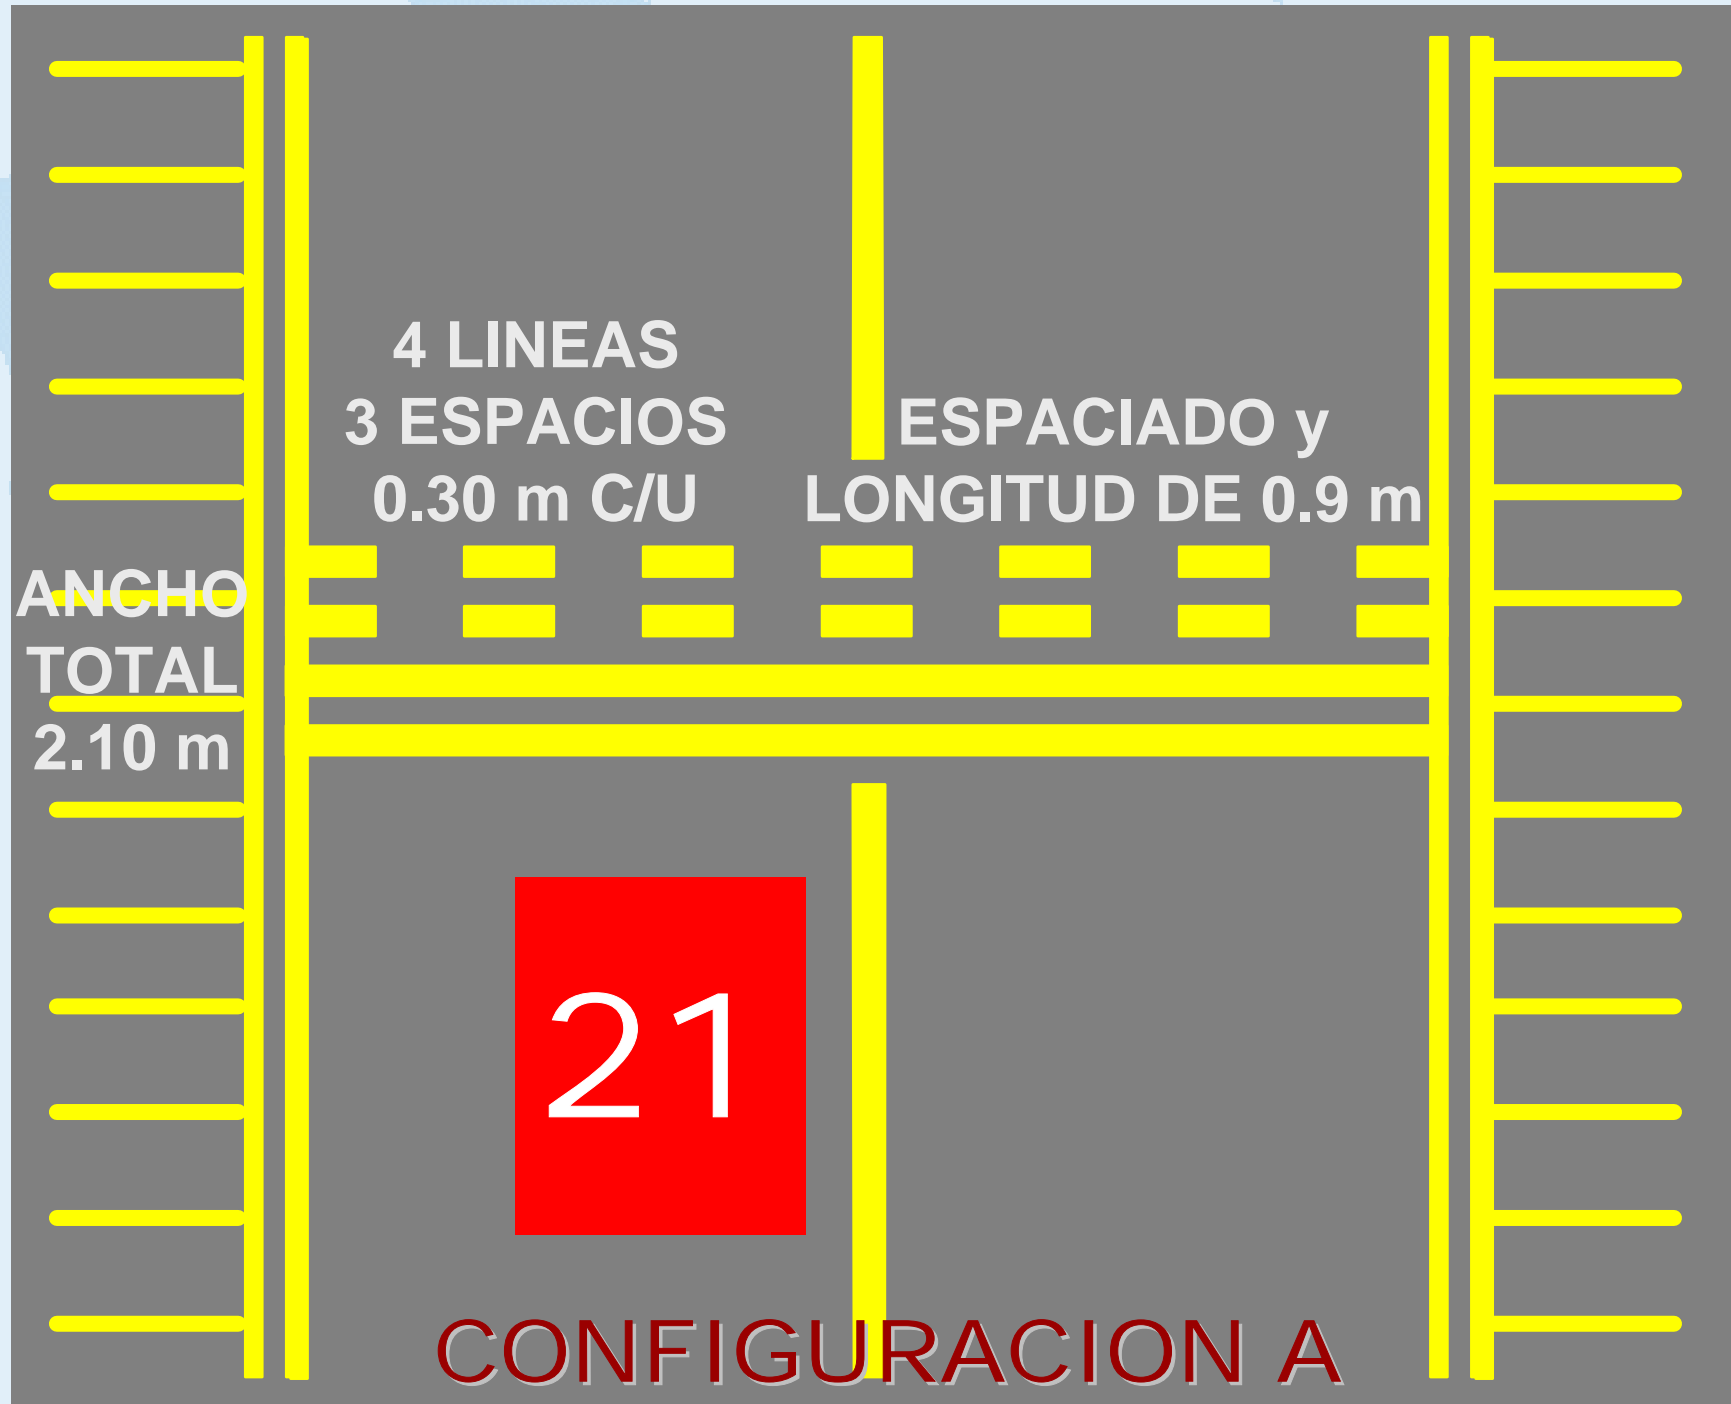 4 LINEAS
3 ESPACIOS
0.30 m C/U
ESPACIADO y
LONGITUD DE 0.9 m
ANCHO
TOTAL
2.10 m
21
CONFIGURACION A